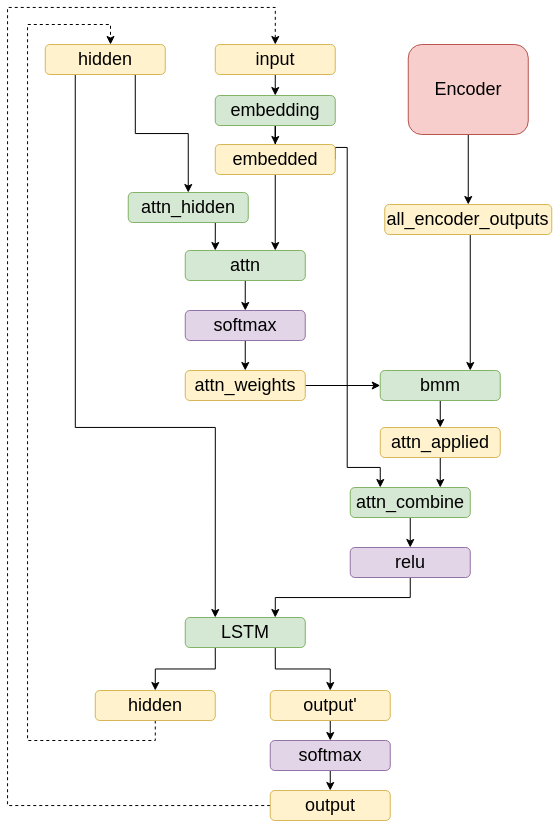 hidden
input
Encoder
embedding
embedded
attn_hidden
all_encoder_outputs
attn
softmax
attn_weights
bmm
attn_applied
attn_combine
relu
LSTM
hidden
output'
softmax
output